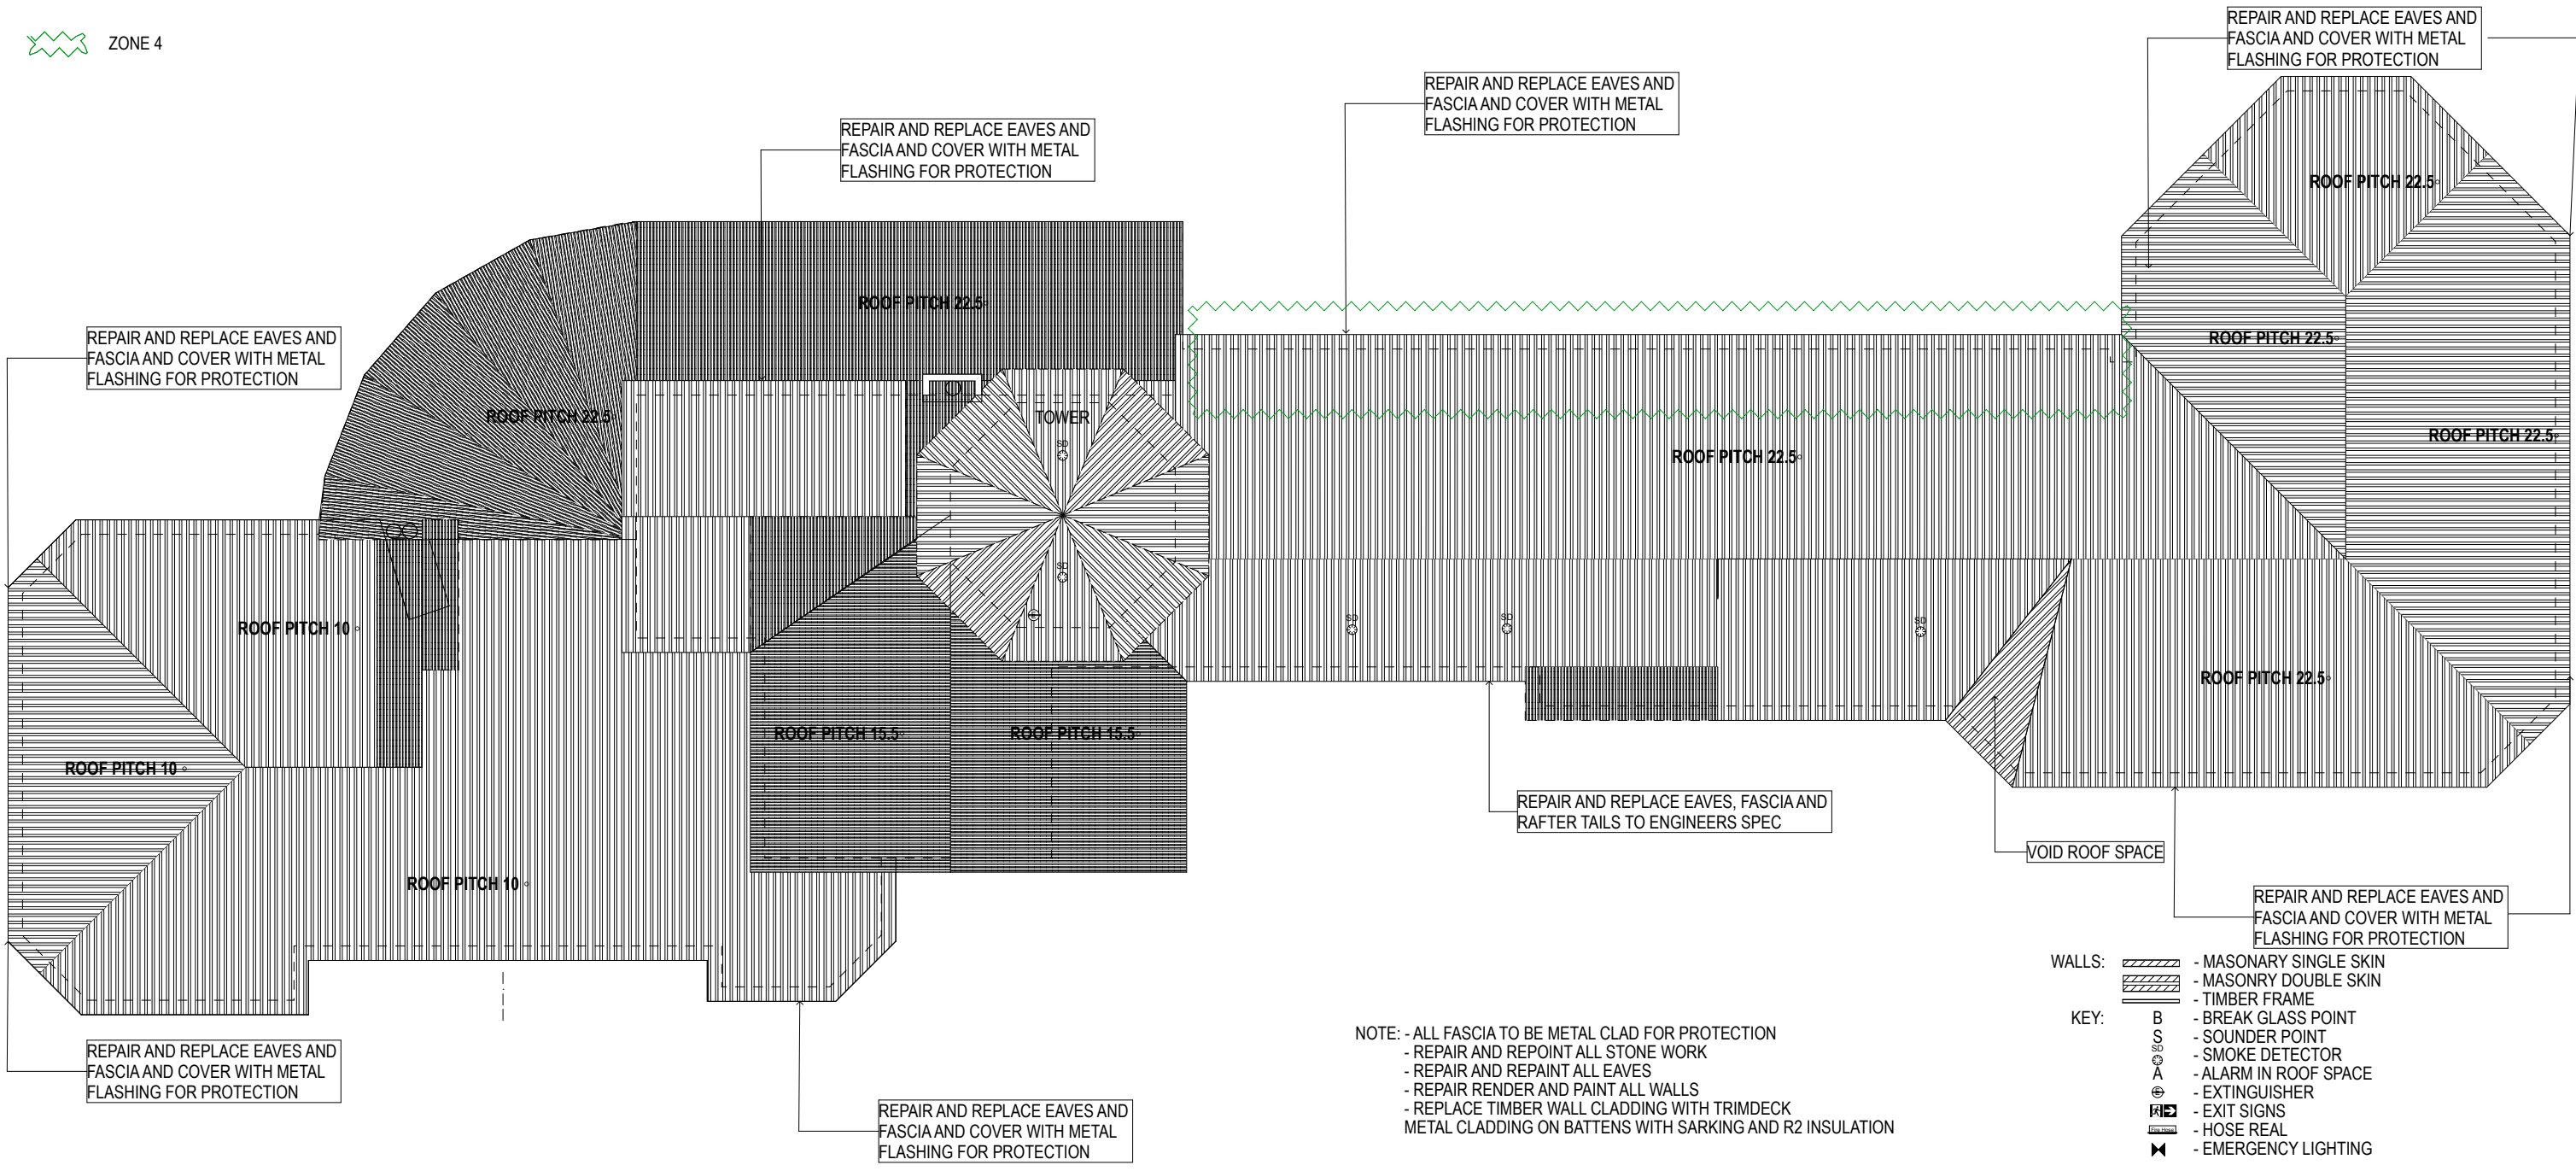 ZONE 4
REPAIR AND REPLACE EAVES AND
FASCIA AND COVER WITH METAL
FLASHING FOR PROTECTION
REPAIR AND REPLACE EAVES AND
FASCIA AND COVER WITH METAL
FLASHING FOR PROTECTION
REPAIR AND REPLACE EAVES AND
FASCIA AND COVER WITH METAL
FLASHING FOR PROTECTION
REPAIR AND REPLACE EAVES AND
FASCIA AND COVER WITH METAL
FLASHING FOR PROTECTION
ROOF PITCH 22.5°
ROOF PITCH 22.5°
ROOF PITCH 22.5°
ROOF PITCH 22.5°
TOWER
SD
ROOF PITCH 22.5°
ROOF PITCH 22.5°
SD
SD
SD
SD
E
ROOF PITCH 10 °
ROOF PITCH 22.5°
ROOF PITCH 15.5°
ROOF PITCH 15.5°
ROOF PITCH 10 °
REPAIR AND REPLACE EAVES, FASCIA AND
RAFTER TAILS TO ENGINEERS SPEC
VOID ROOF SPACE
ROOF PITCH 10 °
REPAIR AND REPLACE EAVES AND
FASCIA AND COVER WITH METAL
FLASHING FOR PROTECTION
REPAIR AND REPLACE EAVES AND
FASCIA AND COVER WITH METAL
FLASHING FOR PROTECTION
REPAIR AND REPLACE EAVES AND
FASCIA AND COVER WITH METAL
FLASHING FOR PROTECTION
NOTE: - ALL FASCIA TO BE METAL CLAD FOR PROTECTION
- REPAIR AND REPOINT ALL STONE WORK
- REPAIR AND REPAINT ALL EAVES
- REPAIR RENDER AND PAINT ALL WALLS
- REPLACE TIMBER WALL CLADDING WITH TRIMDECK
METAL CLADDING ON BATTENS WITH SARKING AND R2 INSULATION
WALLS: - MASONARY SINGLE SKIN
- MASONRY DOUBLE SKIN
- TIMBER FRAME
KEY: B - BREAK GLASS POINT
S - SOUNDER POINT
SD - SMOKE DETECTOR
A - ALARM IN ROOF SPACE
E - EXTINGUISHER
- EXIT SIGNS
Fire Hose - HOSE REAL
- EMERGENCY LIGHTING